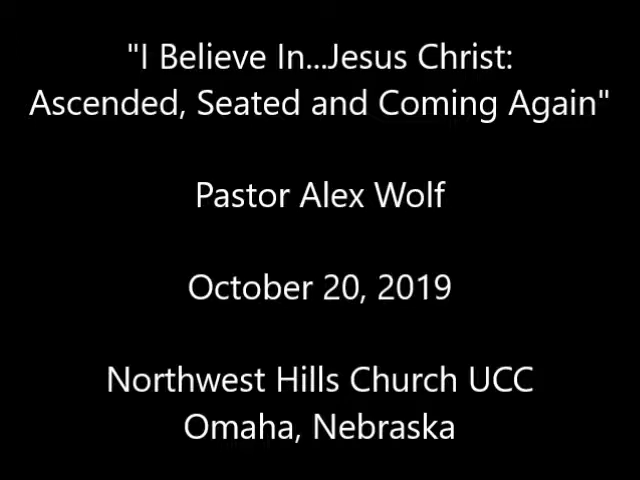 "I Believe In...Jesus Christ:
Ascended, Seated and Coming Again"
Pastor Alex Wolf
October 20, 2019
Northwest Hills Church UCC
Omaha, Nebraska